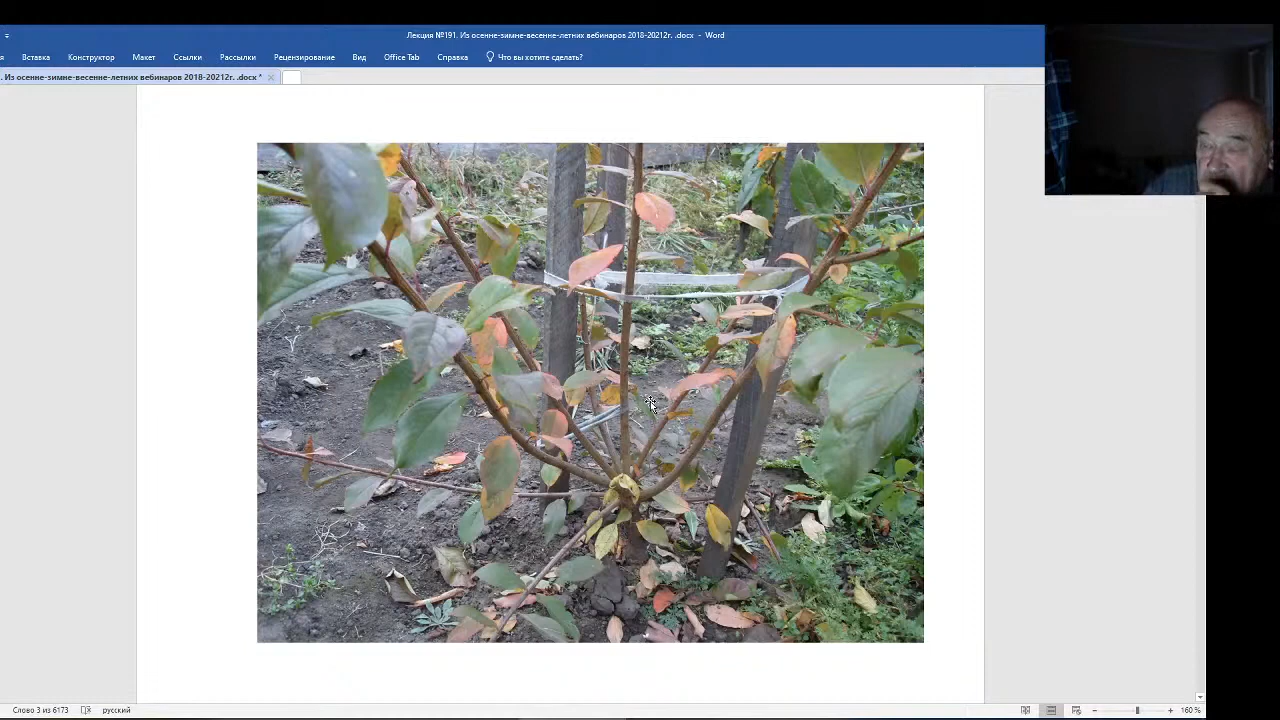 Лекция №191. Из осенне-зимне-весенне-летних вебинаров 2018-20212г. .docx - Word
я Вставка Конструктор Макет Ссылки Рассылки Рецензирование Вид Office Tab Справка Что вы хотите сделать?
. Из осенне-зимне-весенне-летних вебинаров 2018-20212г. .docx *
Слово 3 из 6173 русский 160 %